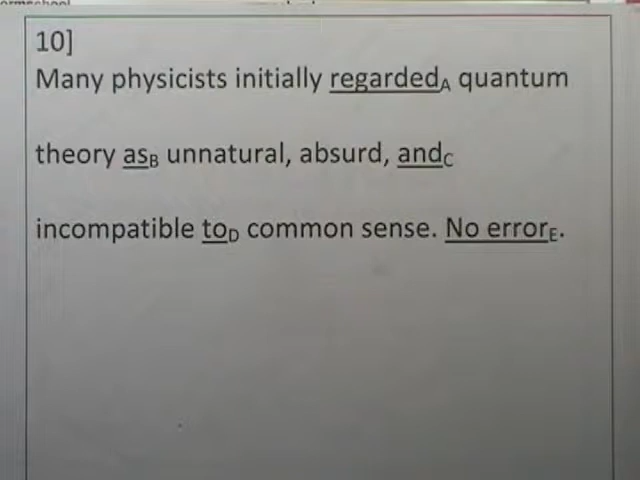 10]
Many physicists initially regardedA quantum
theory asB unnatural, absurd, andC
incompatible toD common sense. No errorE.